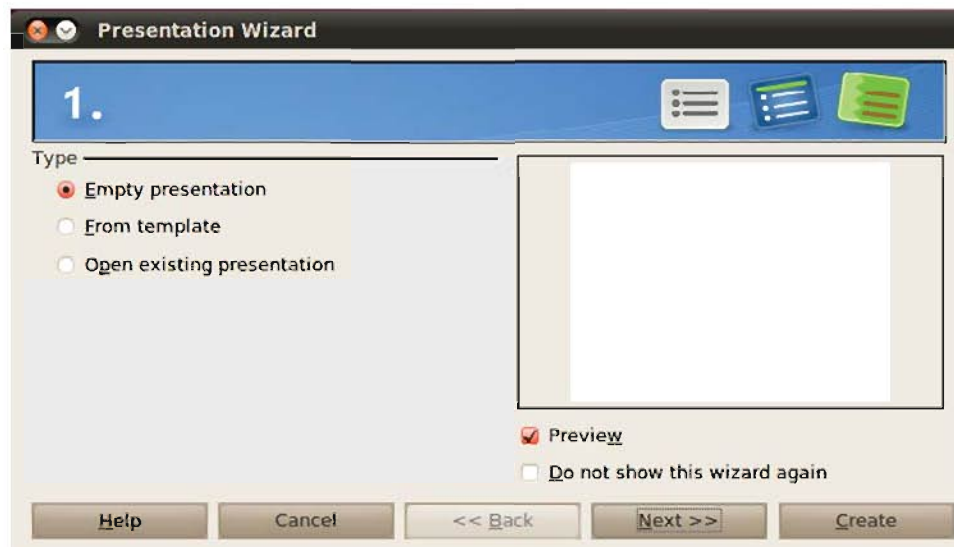 Presentation Wizard
1.
Type
Empty presentation
From template
Open existing presentation
Preview
Do not show this wizard again
Help
Cancel
<< Back
Next >>
Create